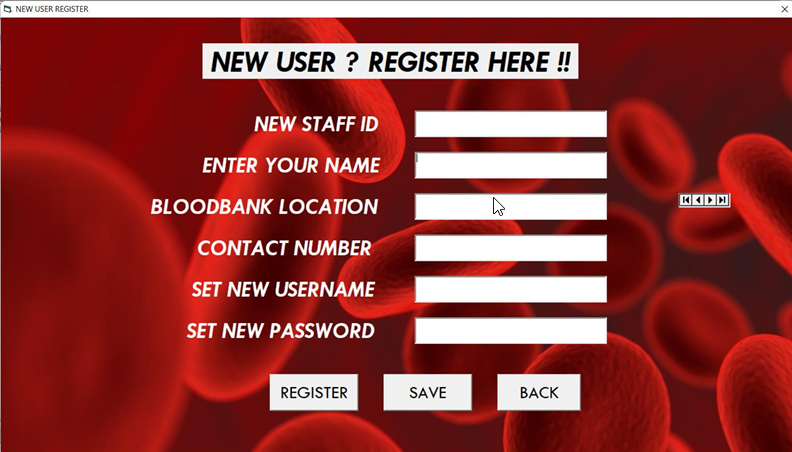 NEW USER REGISTER
NEW USER ? REGISTER HERE !!
NEW STAFF ID
ENTER YOUR NAME
BLOODBANK LOCATION
CONTACT NUMBER
SET NEW USERNAME
SET NEW PASSWORD
REGISTER SAVE BACK